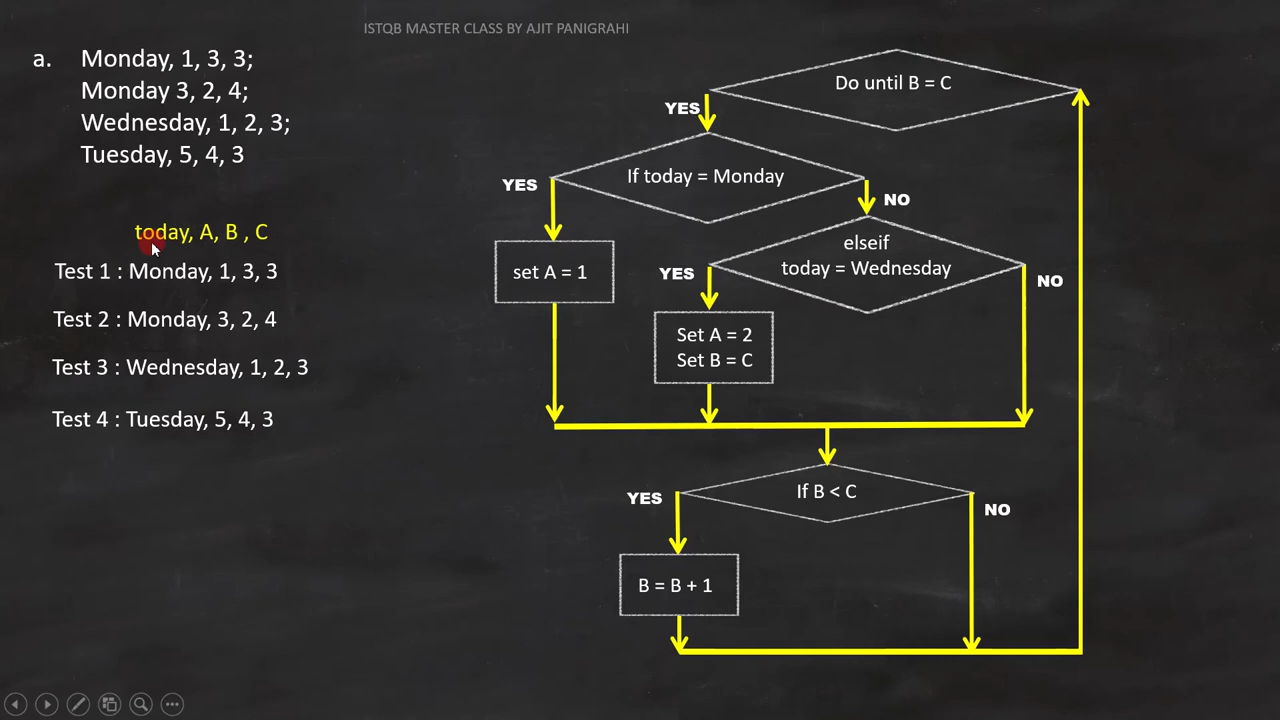 ISTQB MASTER CLASS BY AJIT PANIGRAHI
a. Monday, 1, 3, 3;
Monday 3, 2, 4;
Wednesday, 1, 2, 3;
Tuesday, 5, 4, 3
today, A, B , C
Test 1 : Monday, 1, 3, 3
Test 2 : Monday, 3, 2, 4
Test 3 : Wednesday, 1, 2, 3
Test 4 : Tuesday, 5, 4, 3
Do until B = C
YES
If today = Monday
YES
NO
set A = 1
elseif
today = Wednesday
YES
NO
Set A = 2
Set B = C
If B < C
YES
NO
B = B + 1